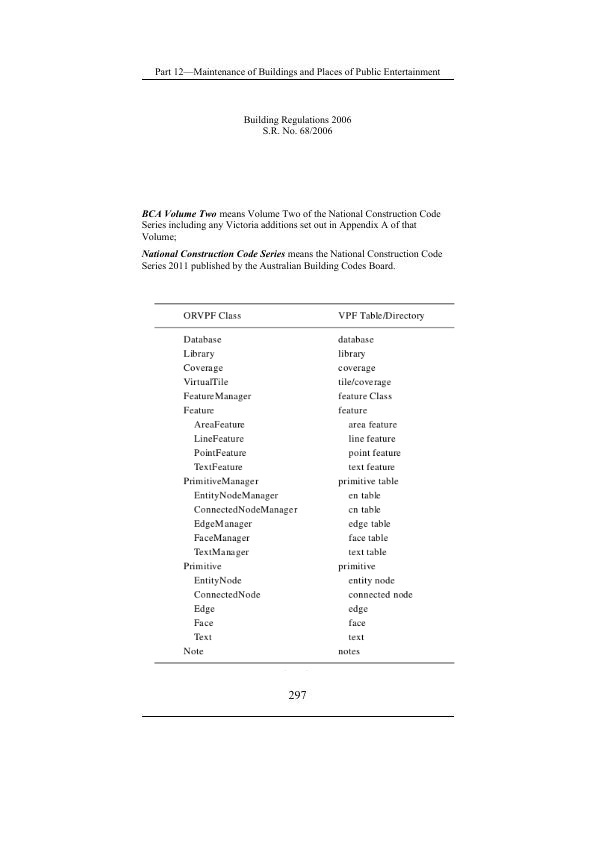 Part 12—Maintenance of Buildings and Places of Public Entertainment
Building Regulations 2006
S.R. No. 68/2006
BCA Volume Two means Volume Two of the National Construction Code
Series including any Victoria additions set out in Appendix A of that
Volume;
National Construction Code Series means the National Construction Code
Series 2011 published by the Australian Building Codes Board.
ORVPF Class VPF Table/Directory
Database database
Library library
Coverage coverage
VirtualTile tile/coverage
FeatureManager feature Class
Feature feature
AreaFeature area feature
LineFeature line feature
PointFeature point feature
TextFeature text feature
PrimitiveManager primitive table
EntityNodeManager en table
ConnectedNodeManager cn table
EdgeManager edge table
FaceManager face table
TextManager text table
Primitive primitive
EntityNode entity node
ConnectedNode connected node
Edge edge
Face face
Text text
Note notes
297